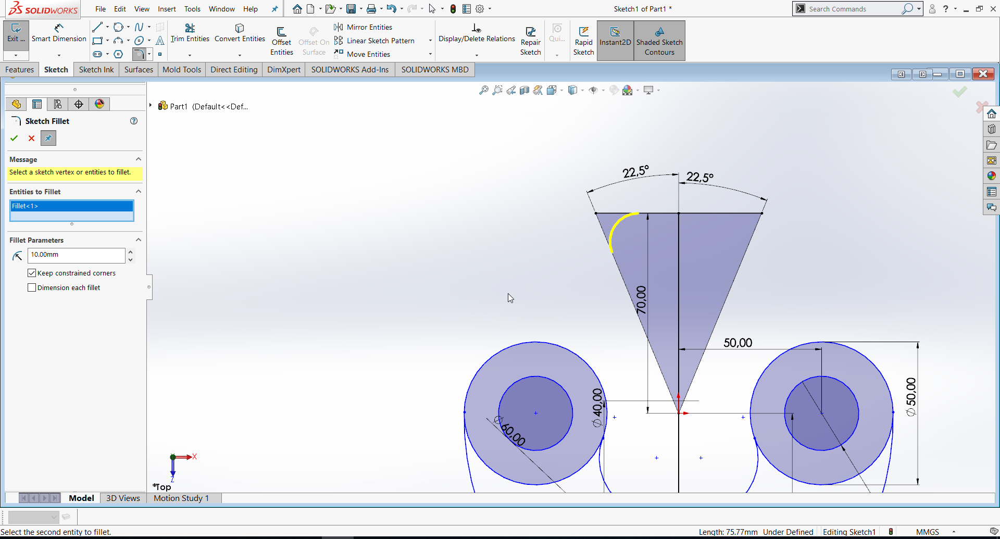 SOLIDWORKS
File Edit View Insert Tools Window Help
Sketch1 of Part1 *
Search Commands
?
Exit ...
Smart Dimension
Trim Entities
Convert Entities
Offset Entities
Offset On Surface
Mirror Entities
Linear Sketch Pattern
Move Entities
Display/Delete Relations
Repair Sketch
Qui...
Rapid Sketch
Instant2D
Shaded Sketch Contours
Features Sketch Sketch Ink Surfaces Mold Tools Direct Editing DimXpert SOLIDWORKS Add-Ins SOLIDWORKS MBD
Part1 (Default<<Def...
Sketch Fillet
Message
Select a sketch vertex or entities to fillet.
Entities to Fillet
Fillet<1>
Fillet Parameters
10.00mm
Keep constrained corners
Dimension each fillet
22,5°
22,5°
70,00
50,00
∅ 50,00
∅ 40,00
∅ 60,00
X
Z
*Top
Model 3D Views Motion Study 1
Select the second entity to fillet.
Length: 75.77mm Under Defined Editing Sketch1 MMGS